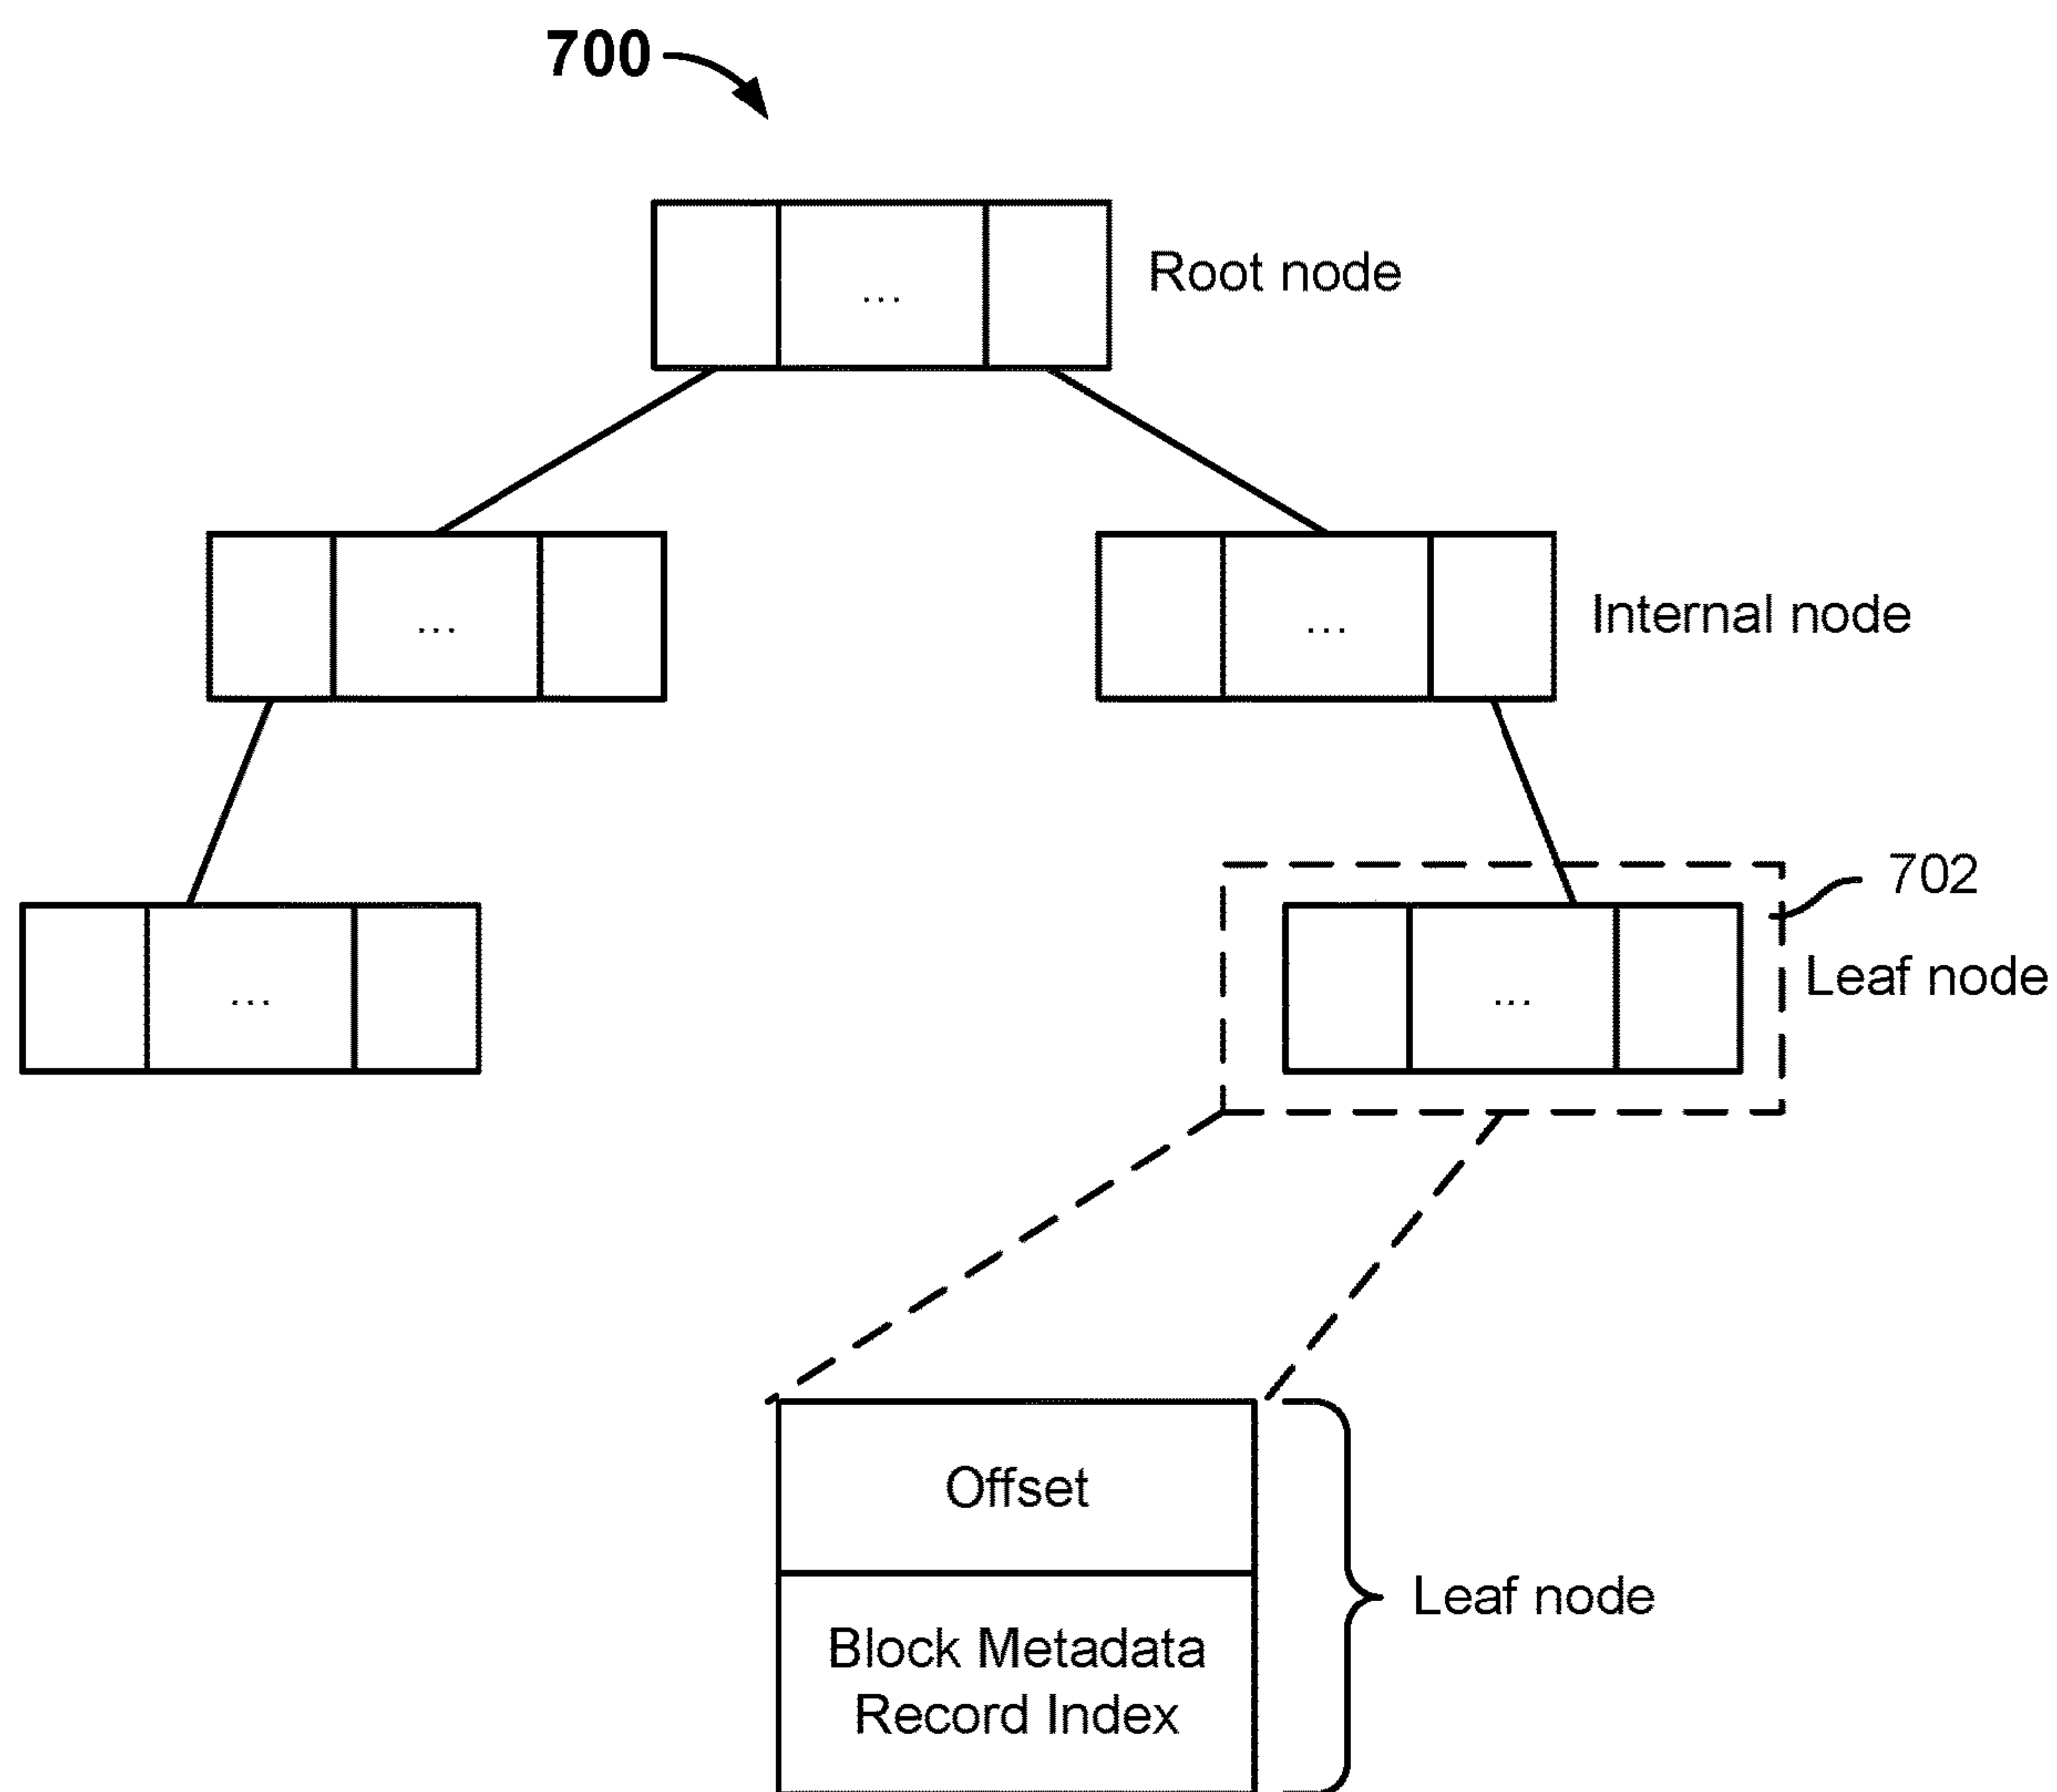 700
...
Root node
...
...
Internal node
702
...
...
Leaf node
Offset
Block Metadata
Record Index
Leaf node